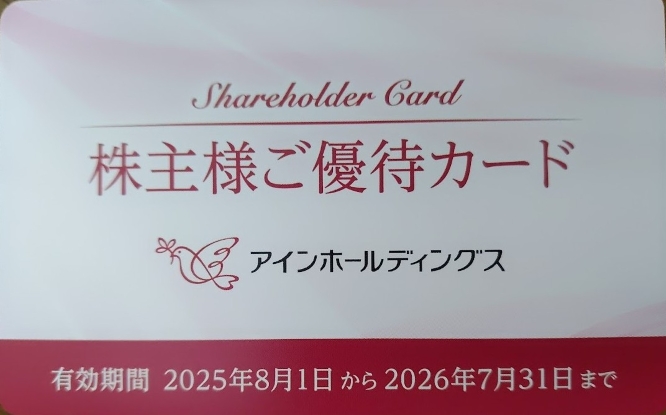 Shareholder Card
株主様ご優待カード
アインホールディングス
有効期間 2025年8月1日から2026年7月31日まで